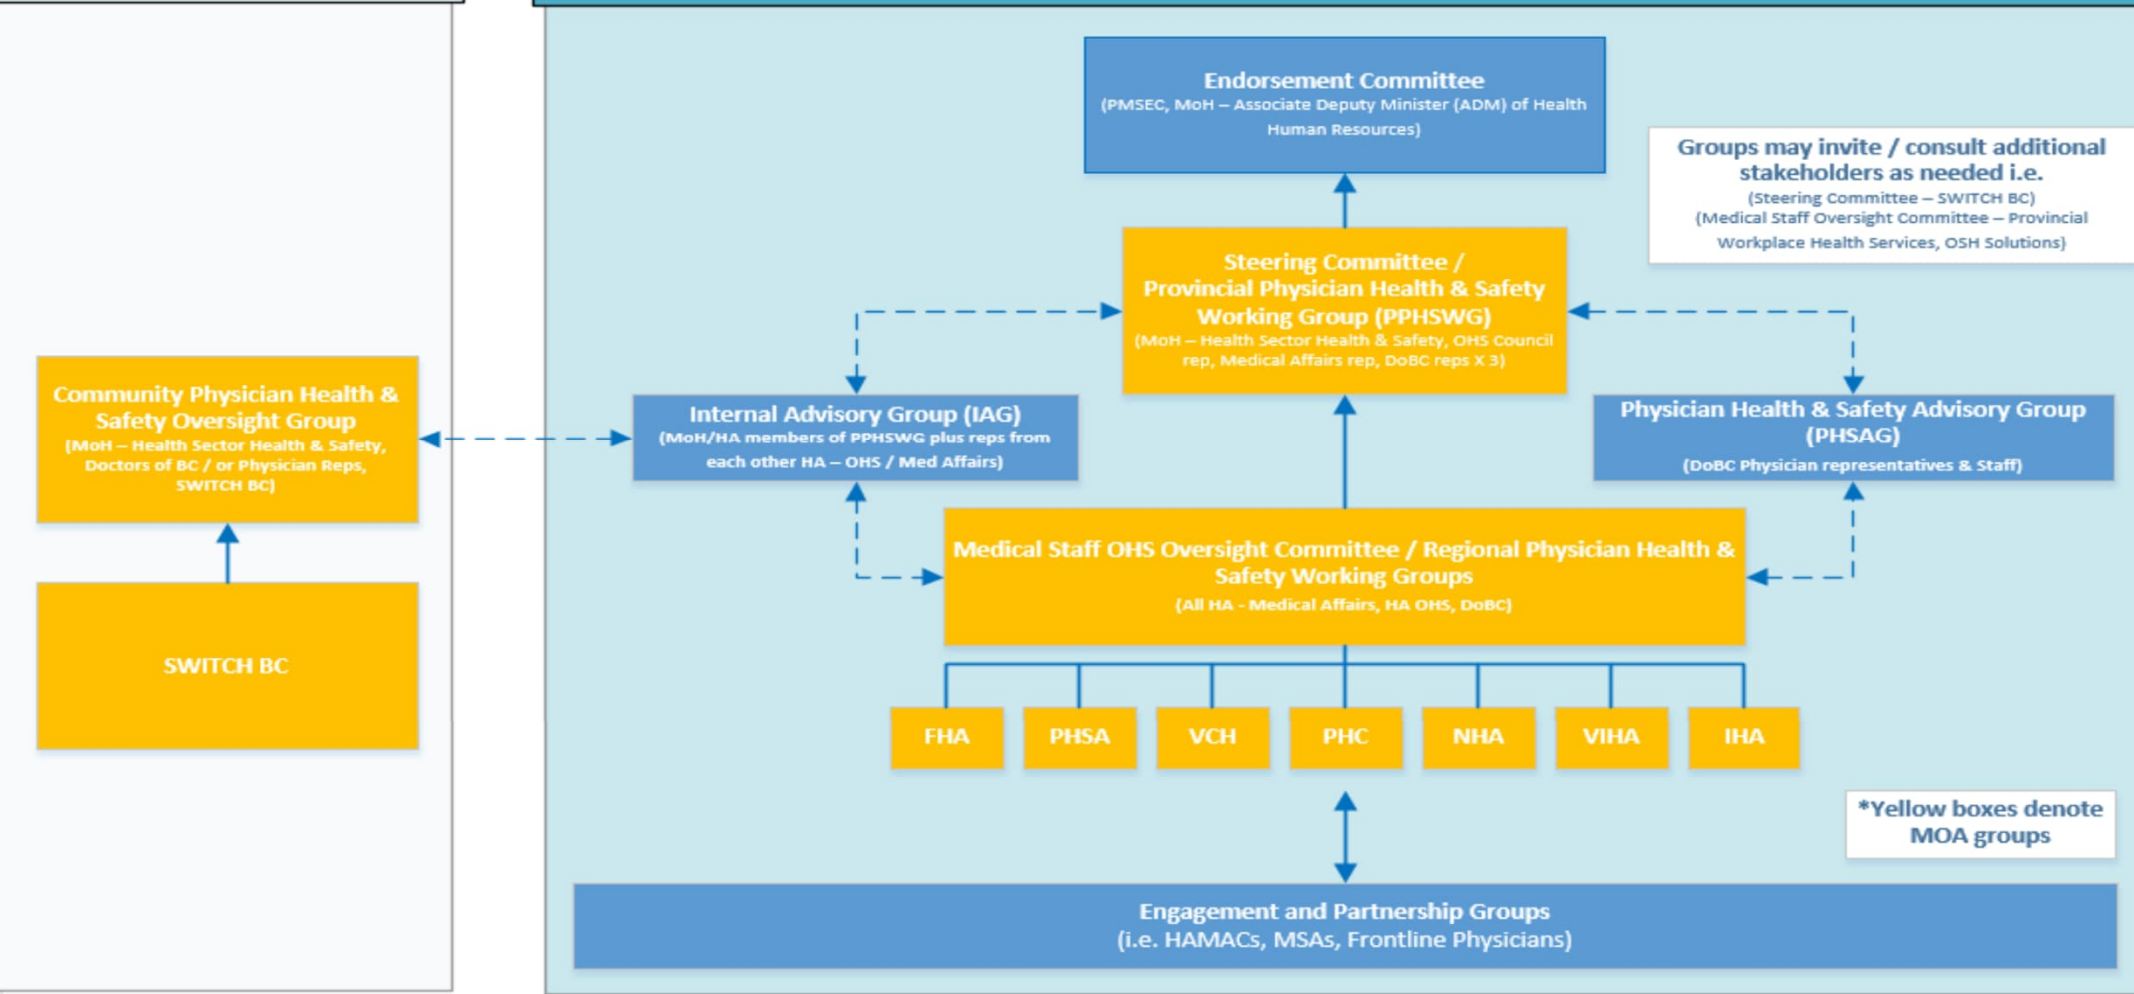 Endorsement Committee
(PMSEC, MoH – Associate Deputy Minister (ADM) of Health
Human Resources)
Groups may invite / consult additional
stakeholders as needed i.e.
(Steering Committee – SWITCH BC)
(Medical Staff Oversight Committee – Provincial
Workplace Health Services, OSH Solutions)
Steering Committee /
Provincial Physician Health & Safety
Working Group (PPHSWG)
(MoH – Health Sector Health & Safety, OHS Council
rep, Medical Affairs rep, DoBC reps X 3)
Community Physician Health &
Safety Oversight Group
(MoH – Health Sector Health & Safety,
Doctors of BC / or Physician Reps,
SWITCH BC)
Internal Advisory Group (IAG)
(MoH/HA members of PPHSWG plus reps from
each other HA – OHS / Med Affairs)
Physician Health & Safety Advisory Group
(PHSAG)
(DoBC Physician representatives & Staff)
Medical Staff OHS Oversight Committee / Regional Physician Health &
Safety Working Groups
(All HA - Medical Affairs, HA OHS, DoBC)
SWITCH BC
FHA
PHSA
VCH
PHC
NHA
VIHA
IHA
*Yellow boxes denote
MOA groups
Engagement and Partnership Groups
(i.e. HAMACs, MSAs, Frontline Physicians)